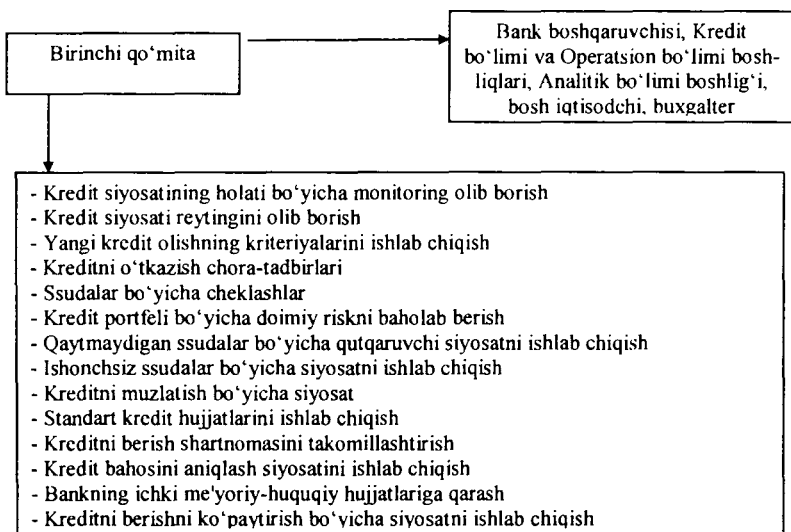 Birinchi qo‘mita
Bank boshqaruvchisi, Kredit
bo‘limi va Operatsion bo‘limi bosh-
liqlari, Analitik bo‘limi boshlig‘i,
bosh iqtisodchi, buxgalter
- Kredit siyosatining holati bo‘yicha monitoring olib borish
- Kredit siyosati reytingini olib borish
- Yangi kredit olishning kriteriyalarini ishlab chiqish
- Kreditni o‘tkazish chora-tadbirlari
- Ssudalar bo‘yicha cheklashlar
- Kredit portfeli bo‘yicha doimiy riskni baholab berish
- Qaytmaydigan ssudalar bo‘yicha qutqaruvchi siyosatni ishlab chiqish
- Ishonchsiz ssudalar bo‘yicha siyosatni ishlab chiqish
- Kreditni muzlatish bo‘yicha siyosat
- Standart kredit hujjatlarini ishlab chiqish
- Kreditni berish shartnomasini takomillashtirish
- Kredit bahosini aniqlash siyosatini ishlab chiqish
- Bankning ichki me'yoriy-huquqiy hujjatlariga qarash
- Kreditni berishni ko‘paytirish bo‘yicha siyosatni ishlab chiqish